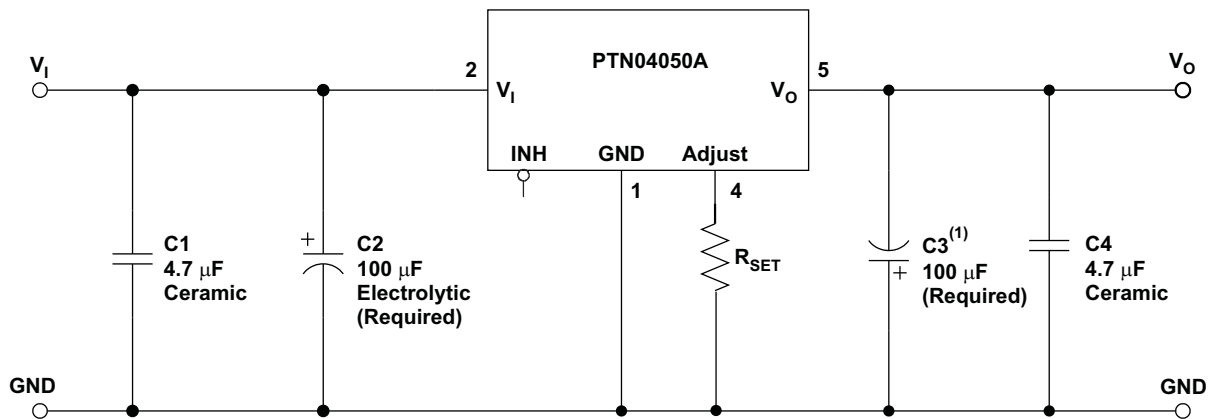 PTN04050A
V_I
2
V_I
V_O
5
V_O
INH
GND
Adjust
1
4
C1
4.7 μF
Ceramic
+
C2
100 μF
Electrolytic
(Required)
R_SET
C3^(1)
+
100 μF
(Required)
C4
4.7 μF
Ceramic
GND
GND